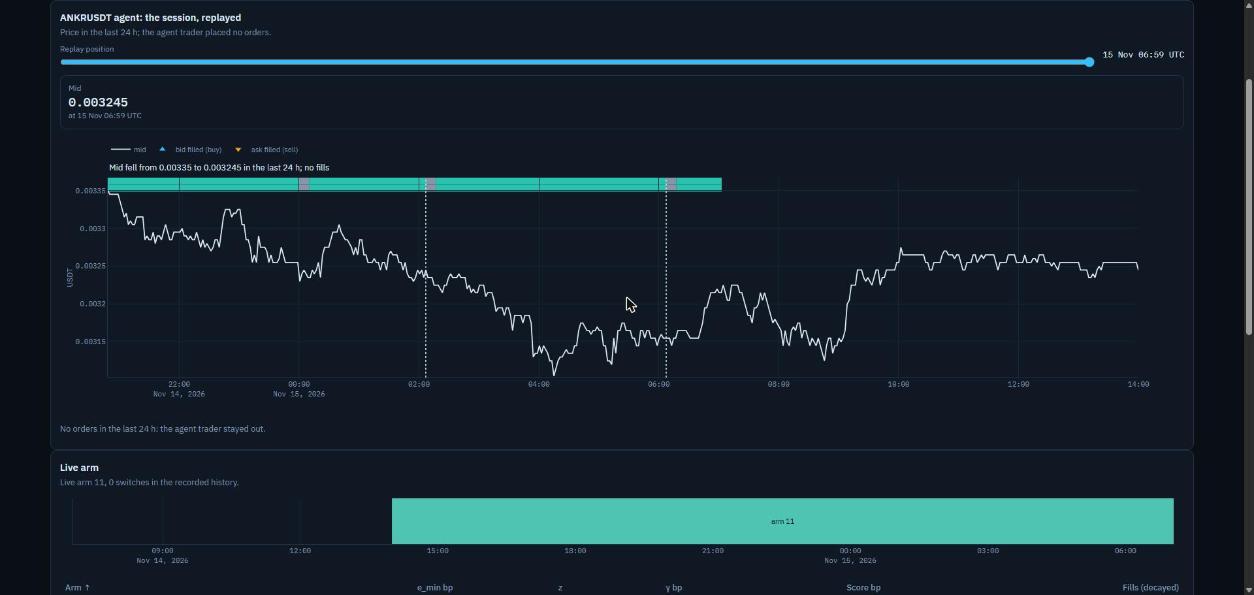 ANKRUSDT agent: the session, replayed
Price in the last 24 h; the agent trader placed no orders.
Replay position
15 Nov 06:59 UTC
Mid
0.003245
at 15 Nov 06:59 UTC
mid bid filled (buy) ask filled (sell)
Mid fell from 0.00335 to 0.003245 in the last 24 h; no fills
0.00335
0.0033
0.00325
0.0032
0.00315
USDT
22:00 00:00 02:00 04:00 06:00 08:00 10:00 12:00 14:00
Nov 14, 2026 Nov 15, 2026
No orders in the last 24 h: the agent trader stayed out.
Live arm
Live arm 11, 0 switches in the recorded history.
arm 11
09:00 12:00 15:00 18:00 21:00 00:00 03:00 06:00
Nov 14, 2026 Nov 15, 2026
Arm ↑ e_min bp z γ bp Score bp Fills (decayed)